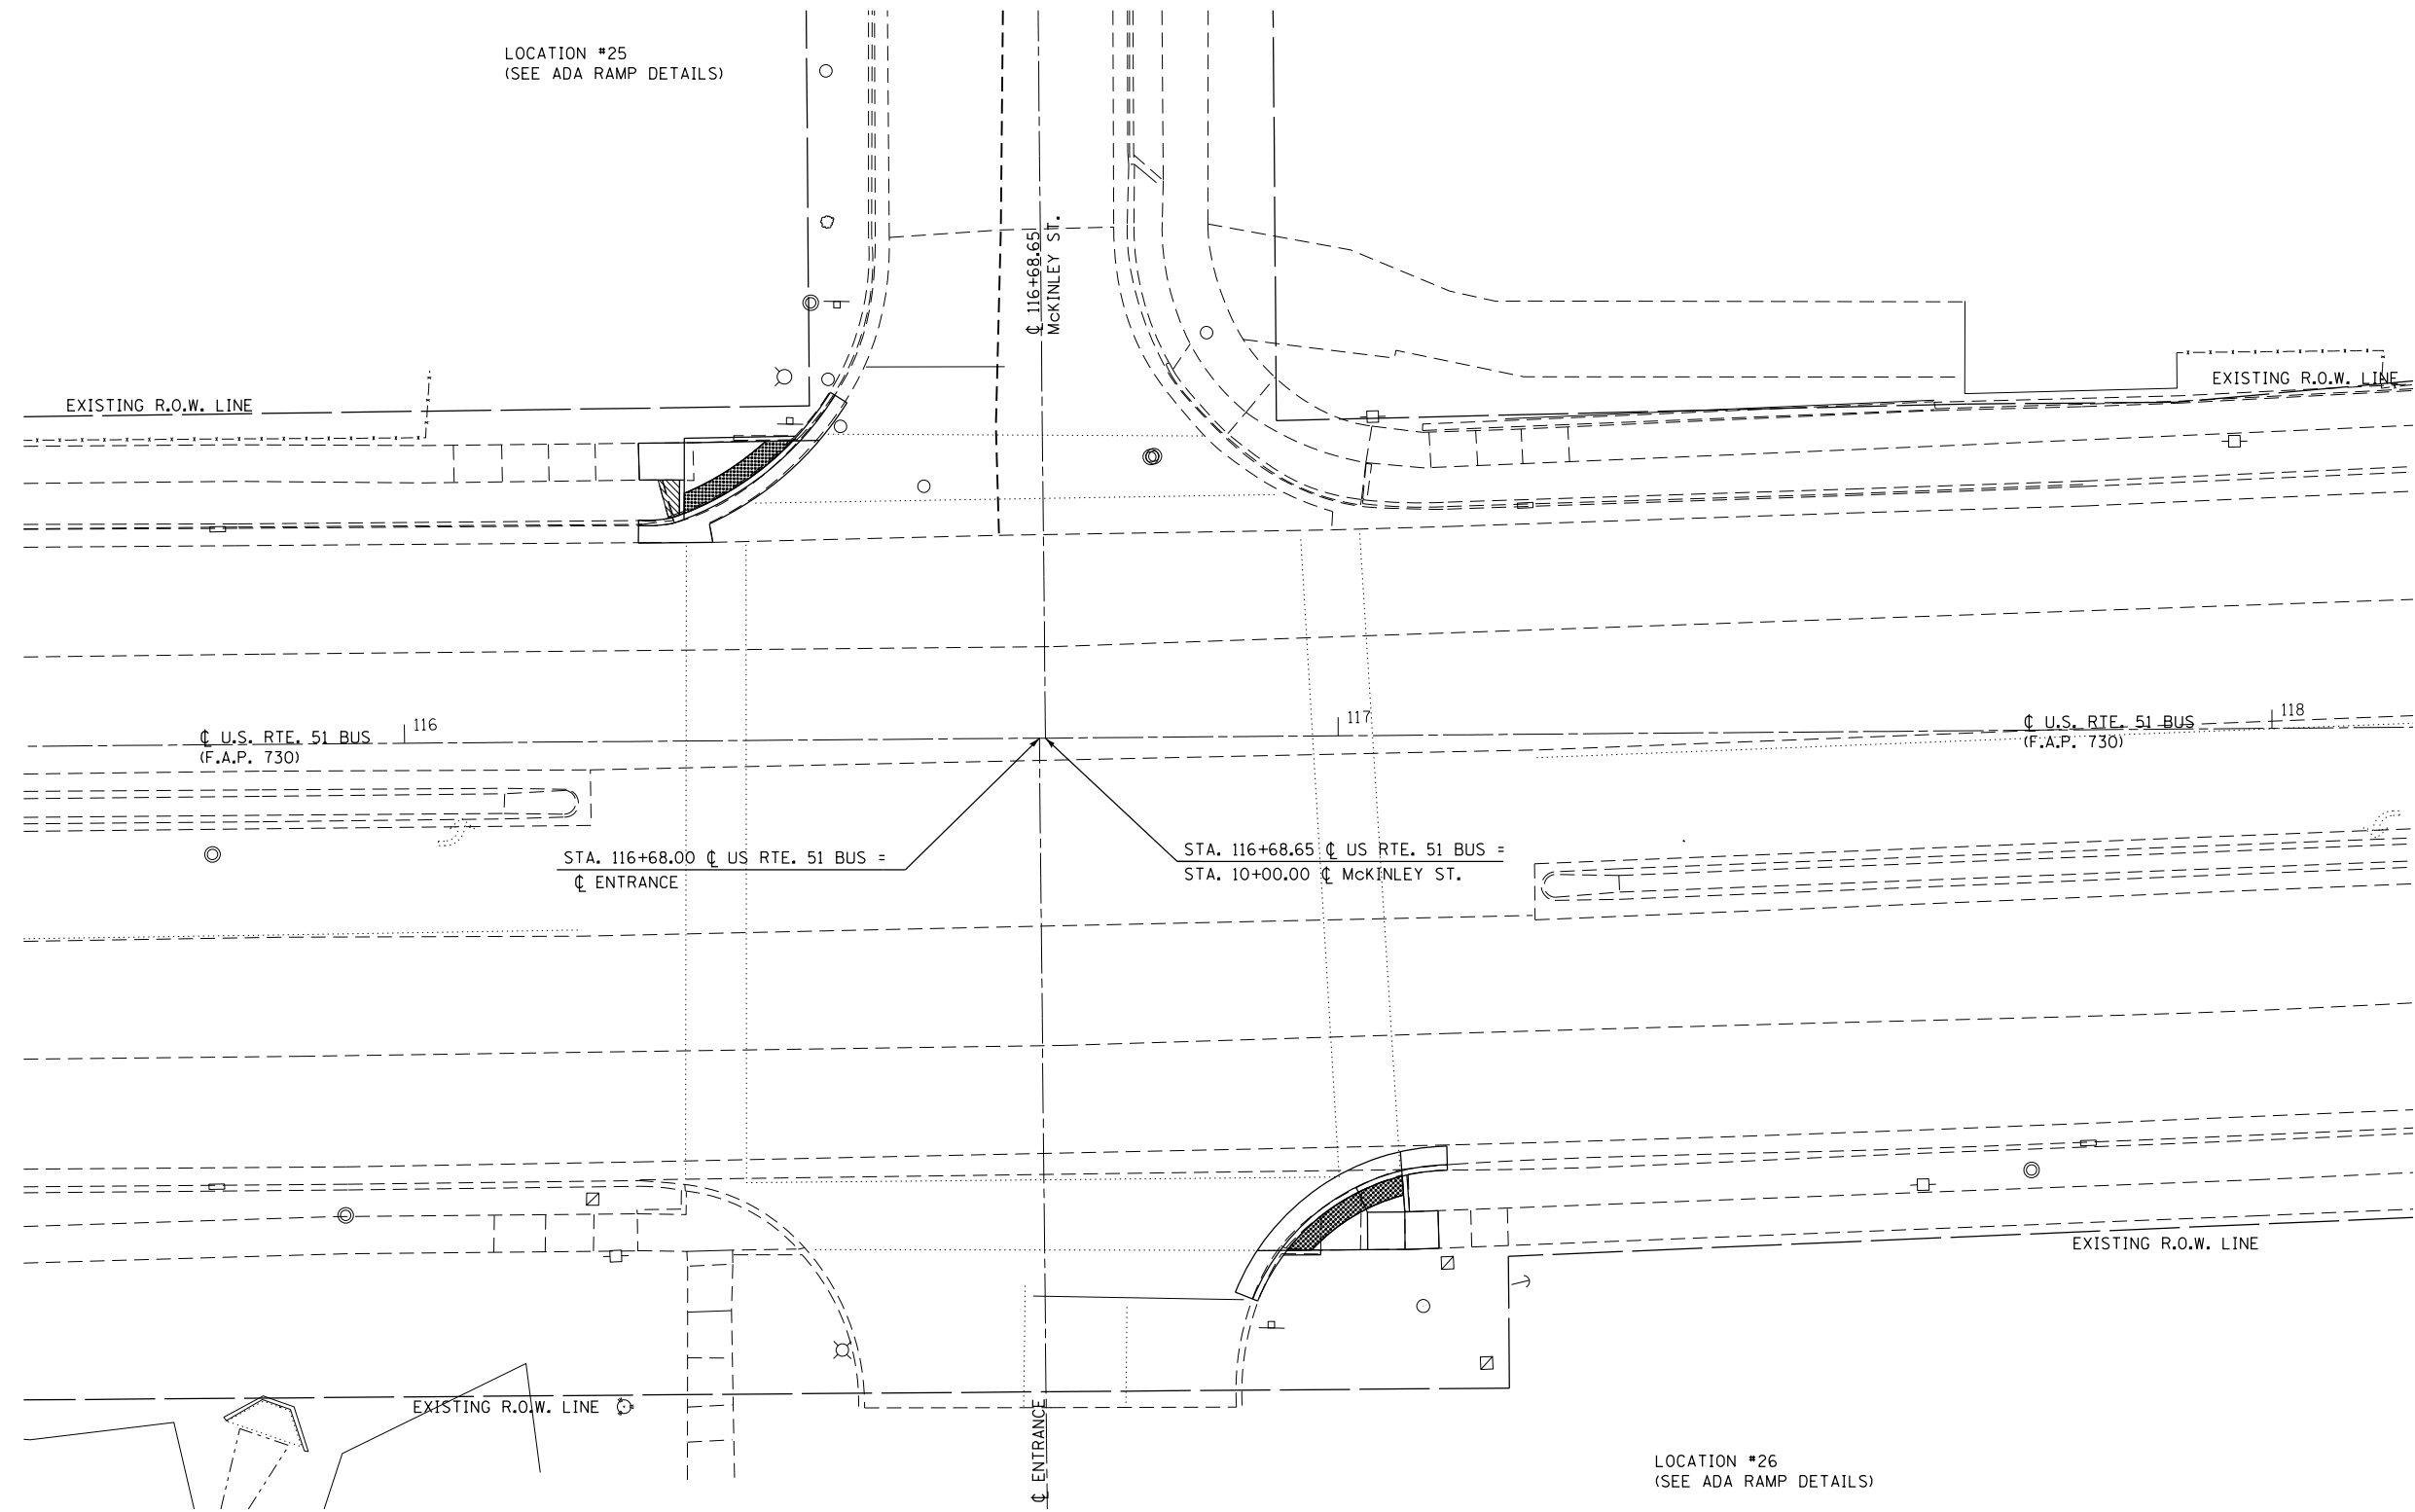 LOCATION #25
(SEE ADA RAMP DETAILS)
℄ 116+68.65
McKINLEY ST.
EXISTING R.O.W. LINE
EXISTING R.O.W. LINE
℄ U.S. RTE. 51 BUS
(F.A.P. 730)
116
117
℄ U.S. RTE. 51 BUS
(F.A.P. 730)
118
STA. 116+68.00 ℄ US RTE. 51 BUS =
℄ ENTRANCE
STA. 116+68.65 ℄ US RTE. 51 BUS =
STA. 10+00.00 ℄ McKINLEY ST.
EXISTING R.O.W. LINE
EXISTING R.O.W. LINE
℄ ENTRANCE
LOCATION #26
(SEE ADA RAMP DETAILS)